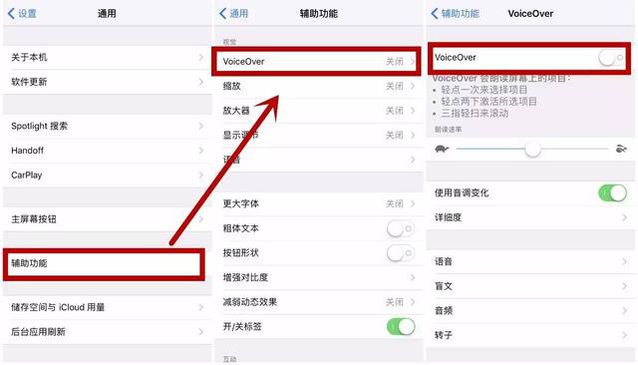 设置
通用
关于本机
软件更新
Spotlight 搜索
Handoff
CarPlay
主屏幕按钮
辅助功能
储存空间与 iCloud 用量
后台应用刷新
通用
辅助功能
视觉
VoiceOver 关闭
缩放 关闭
放大器 关闭
显示调节 关闭
语音
更大字体 关闭
粗体文本
按钮形状
增强对比度
减弱动态效果 关闭
开/关标签
互动
辅助功能
VoiceOver
VoiceOver
VoiceOver 会朗读屏幕上的项目：
• 轻点一次来选择项目
• 轻点两下激活所选项目
• 三指轻扫来滚动
朗读速率
使用音调变化
详细度
语音
盲文
音频
转子